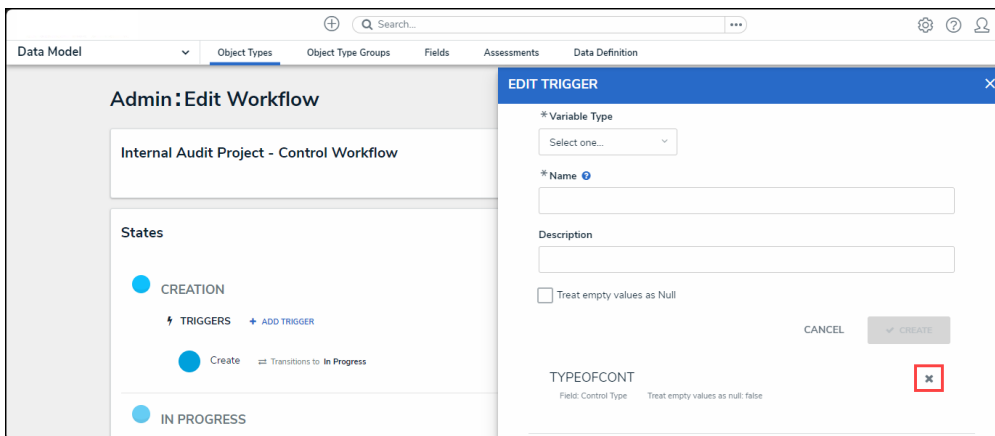 Search...
Data Model
Object Types
Object Type Groups
Fields
Assessments
Data Definition
Admin:Edit Workflow
Internal Audit Project - Control Workflow
States
CREATION
TRIGGERS + ADD TRIGGER
Create Transitions to In Progress
IN PROGRESS
EDIT TRIGGER
* Variable Type
Select one...
* Name
Description
Treat empty values as Null
CANCEL
CREATE
TYPEOFCONT
Field: Control Type Treat empty values as null: false